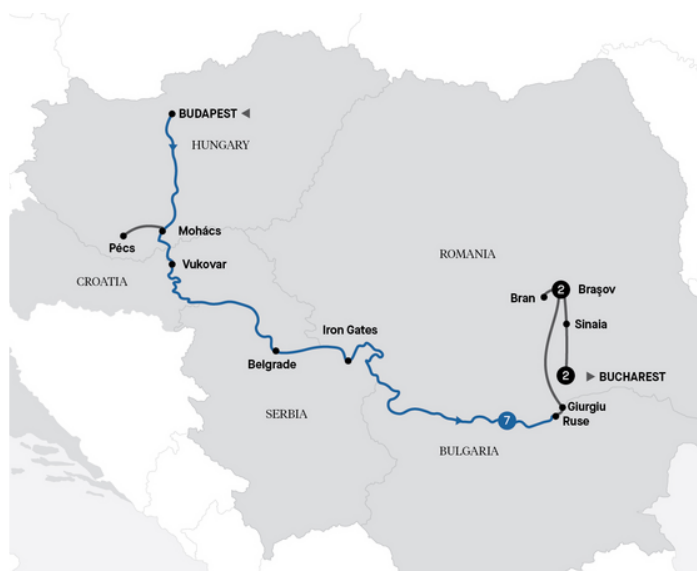 BUDAPEST
HUNGARY
Mohács
Pécs
Vukovar
CROATIA
ROMANIA
2
Brașov
Bran
Sinaia
Iron Gates
Belgrade
2
BUCHAREST
Giurgiu
SERBIA
7
Ruse
BULGARIA